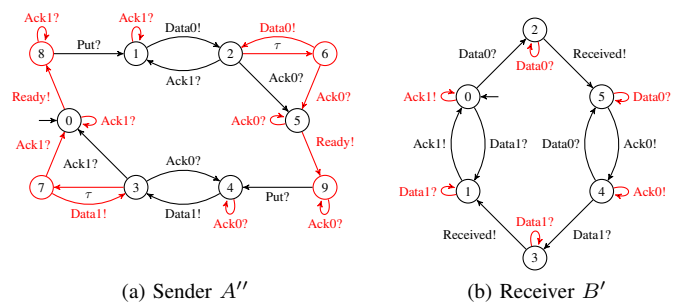 Ack1? Ack1? Data0! Data0!
8 Put? 1 2 τ 6
Ack1? Ack0?
Ready! Ack0?
0 Ack1? Ack0? 5
Ack1? Ack1? Ack0? Ready!
7 τ 3 4 Put? 9
Data1! Data1! Ack0? Ack0?
(a) Sender A′′
2
Data0? Data0? Received!
Ack1! 0 5 Data0?
Ack1! Data1? Data0? Ack0!
Data1? 1 4 Ack0!
Data1?
Received! Data1?
3
(b) Receiver B′